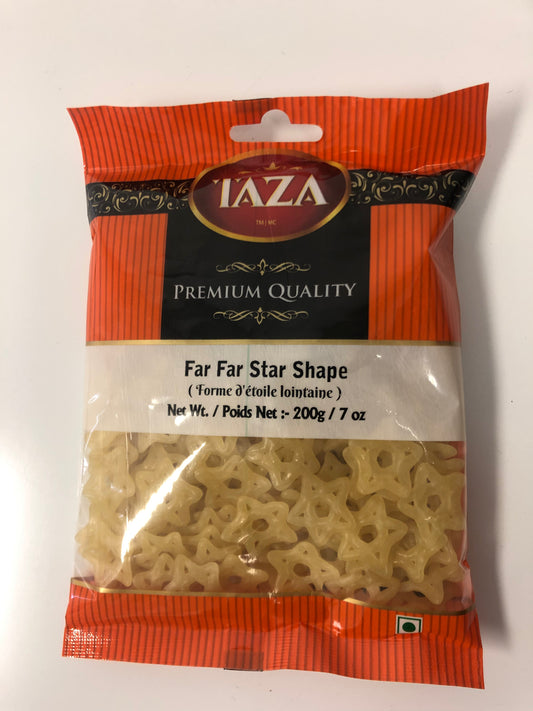 TAZA
TM | MC
PREMIUM QUALITY
Far Far Star Shape
( Forme d'étoile lointaine )
Net Wt. / Poids Net :- 200g / 7 oz